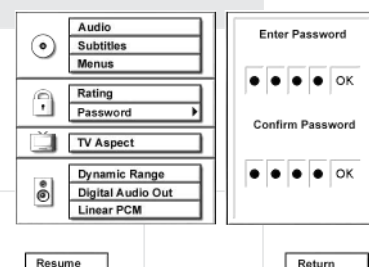 Audio
Subtitles
Menus
Rating
Password
TV Aspect
Dynamic Range
Digital Audio Out
Linear PCM
Enter Password
OK
Confirm Password
OK
Resume
Return